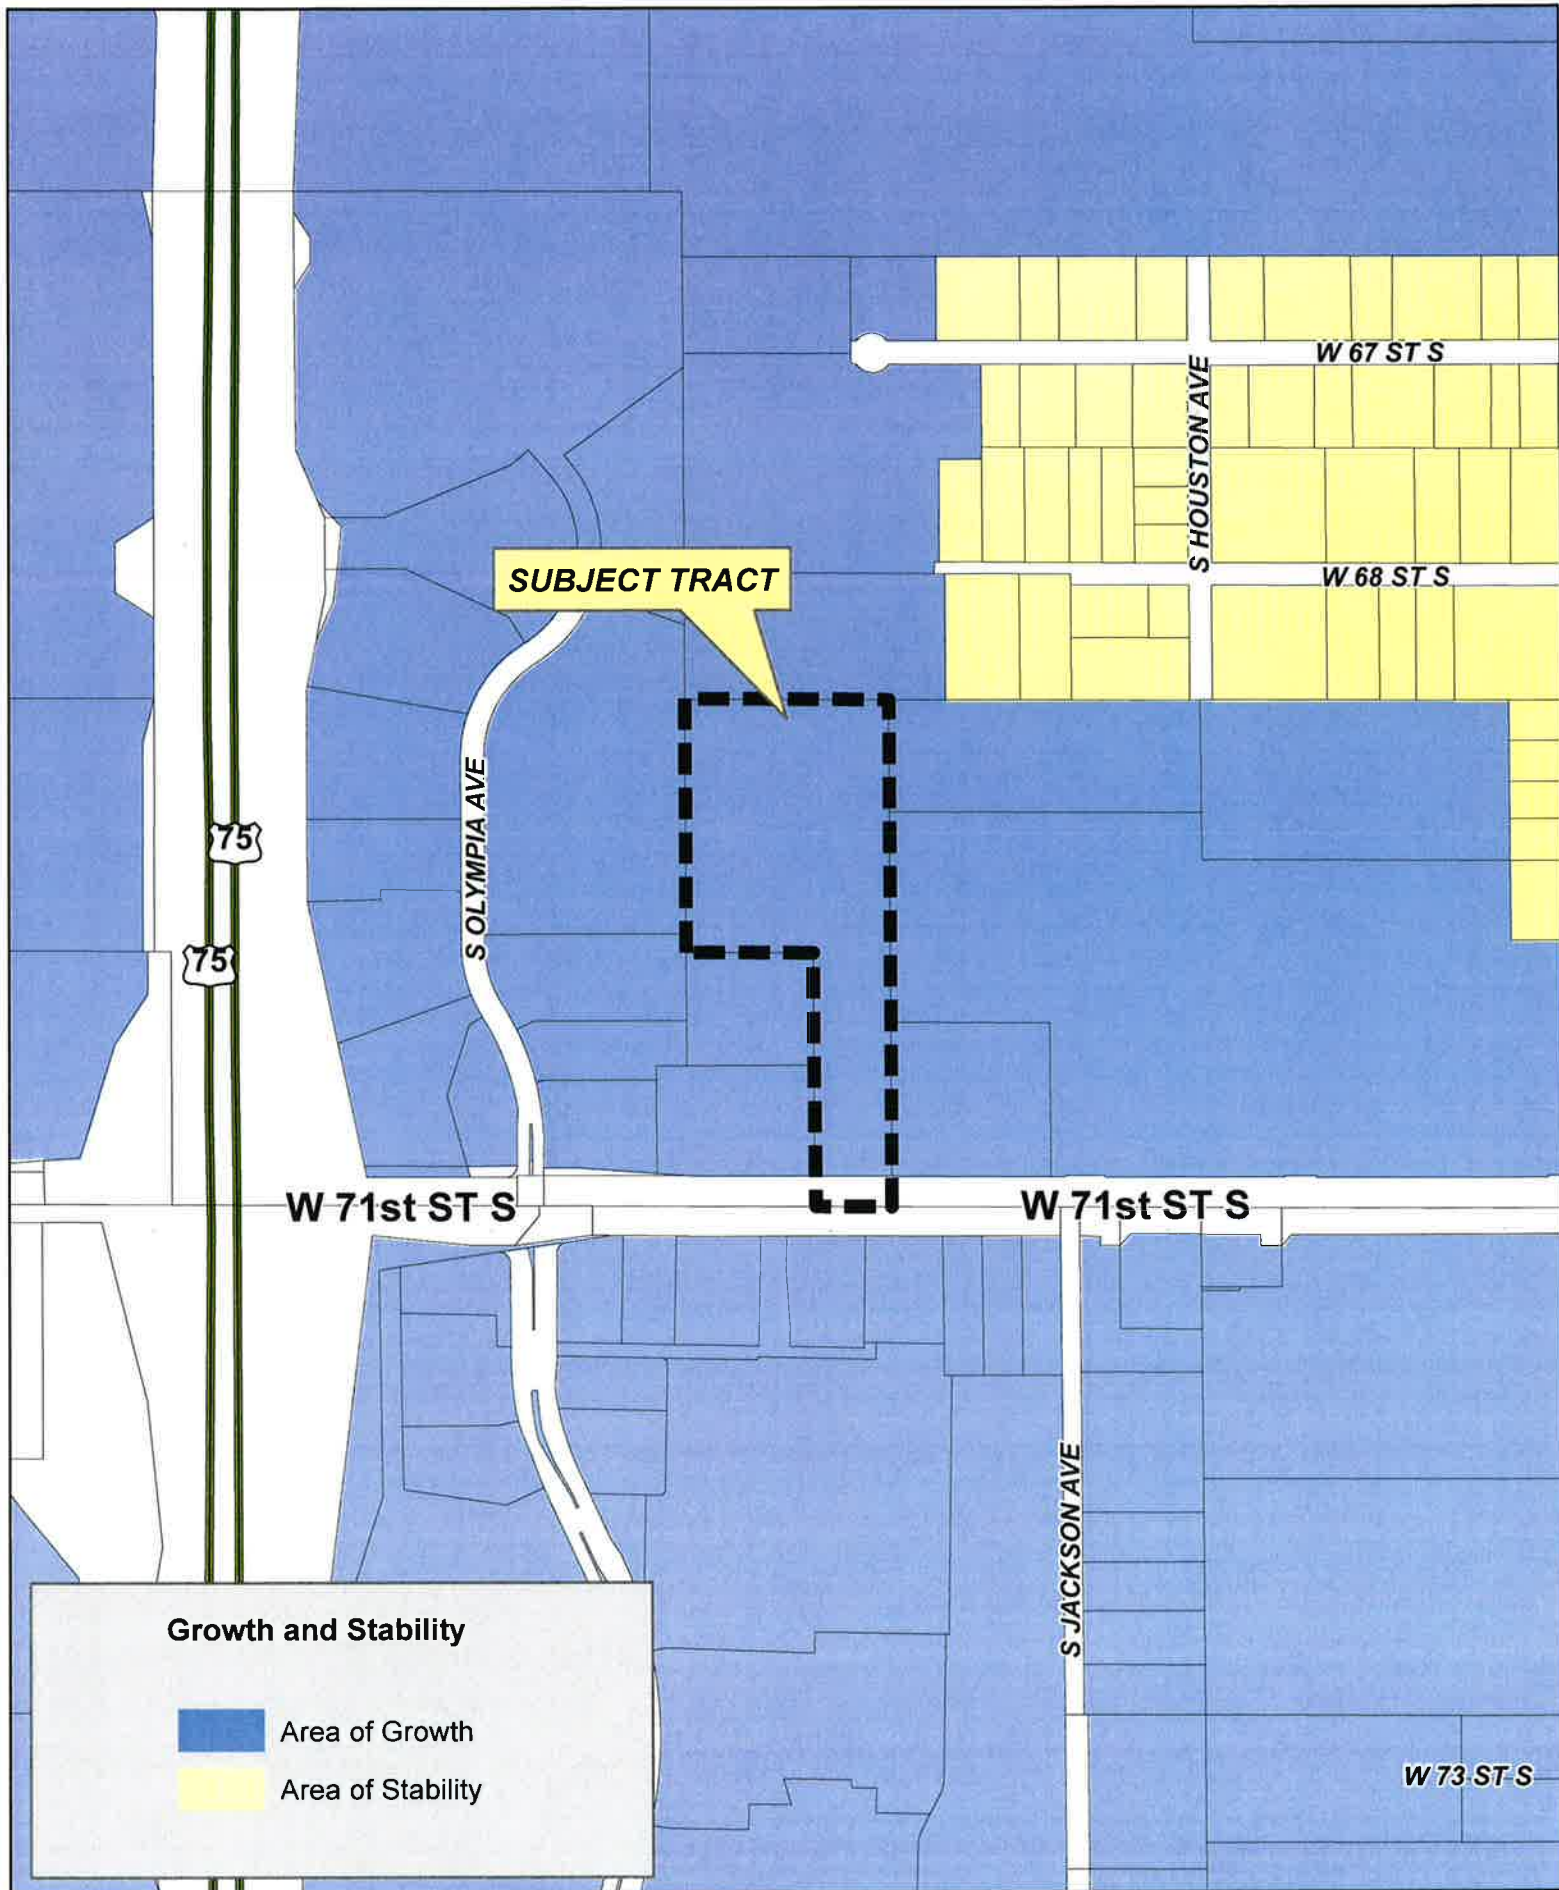 W 67 ST S
S HOUSTON AVE
W 68 ST S
SUBJECT TRACT
S OLYMPIA AVE
75
75
W 71st ST S
W 71st ST S
S JACKSON AVE
Growth and Stability
Area of Growth
Area of Stability
W 73 ST S